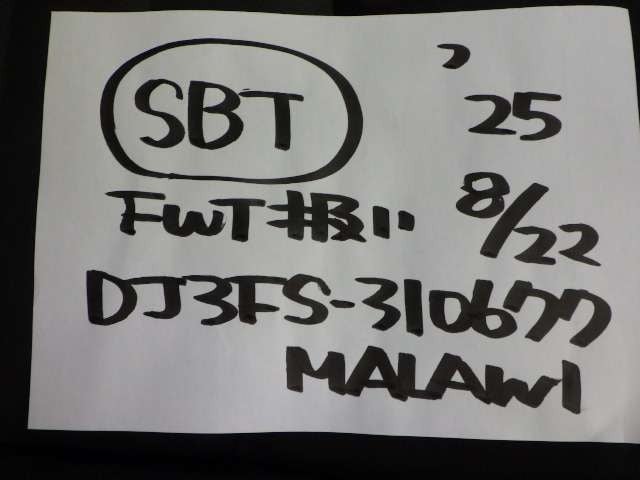 SBT '25
FWT扱い 8/22
DJ3FS-310677
MALAWI